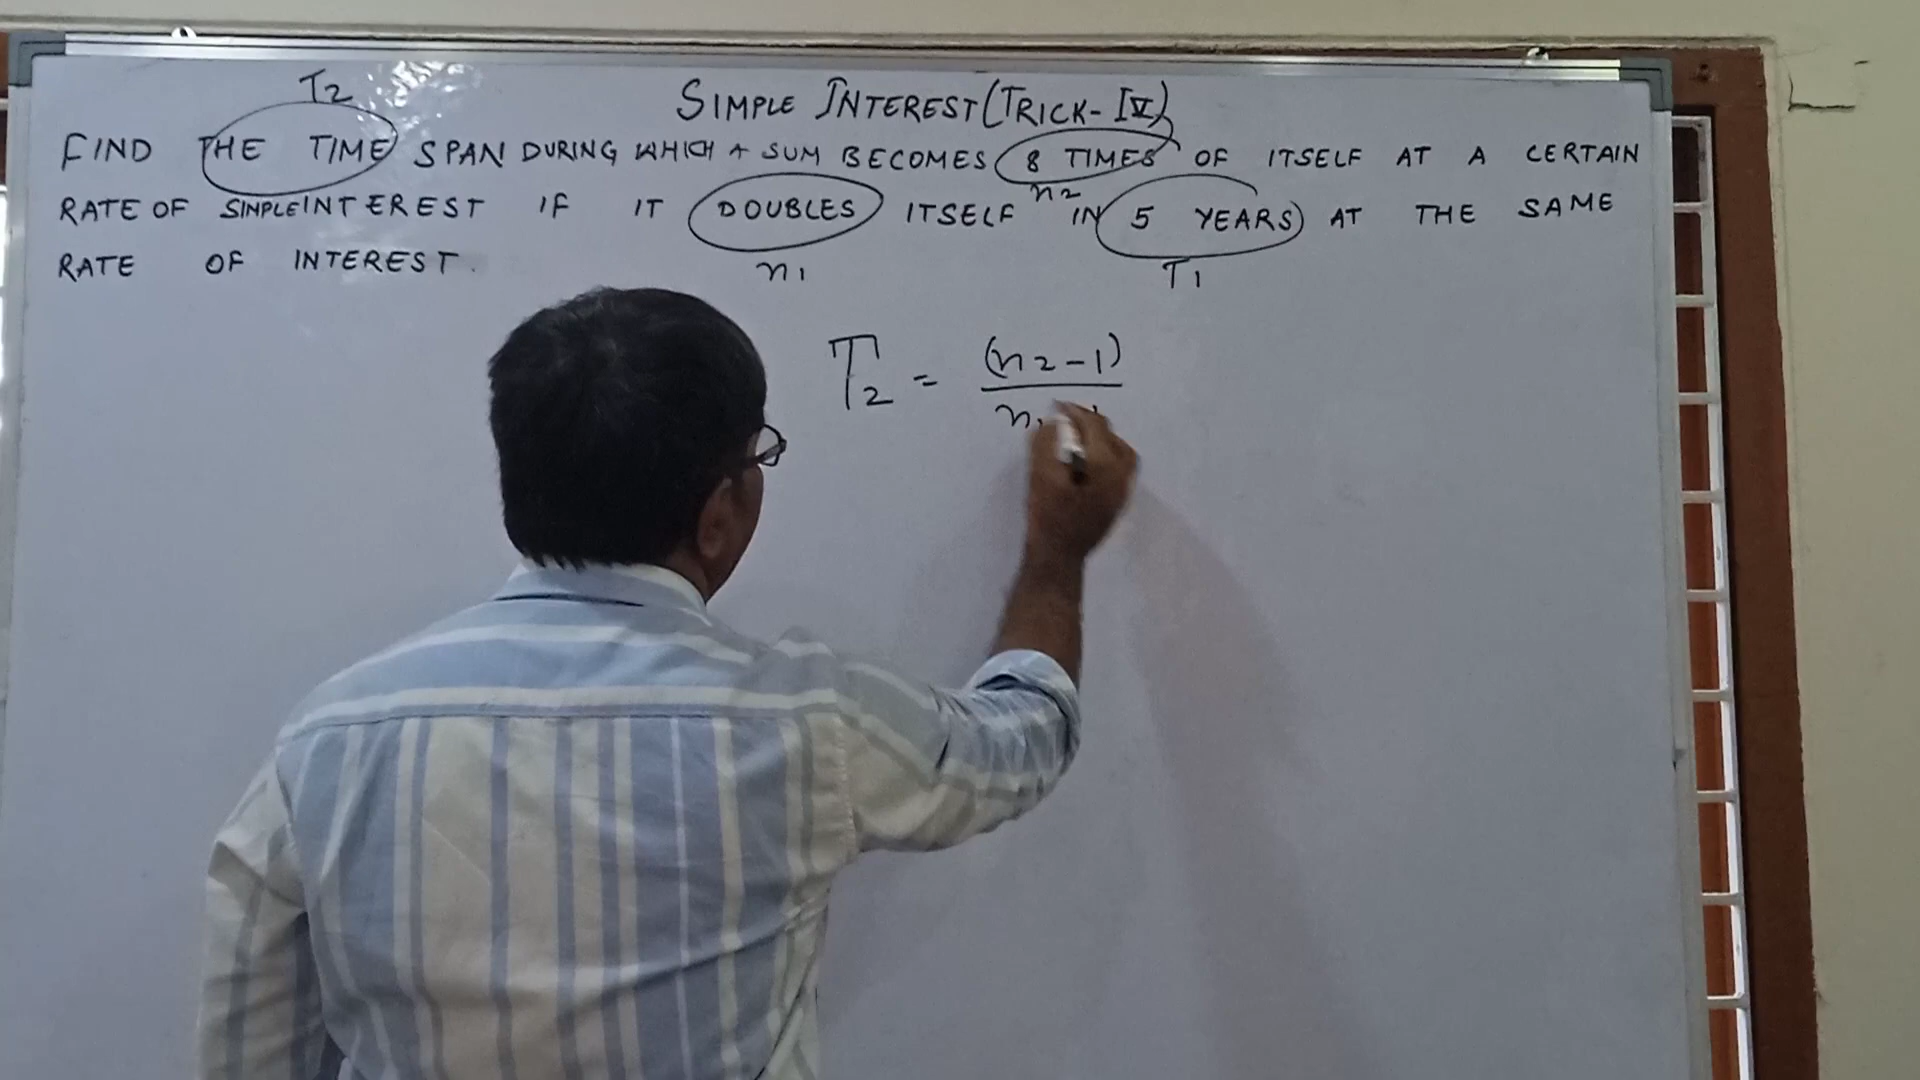 T2
SIMPLE INTEREST (TRICK-IV)
FIND THE TIME SPAN DURING WHICH A SUM BECOMES 8 TIMES OF ITSELF AT A CERTAIN
n2
RATE OF SINPLE INTEREST IF IT DOUBLES ITSELF IN 5 YEARS AT THE SAME
RATE OF INTEREST.
n1 T1
T2 = (n2-1)
n1